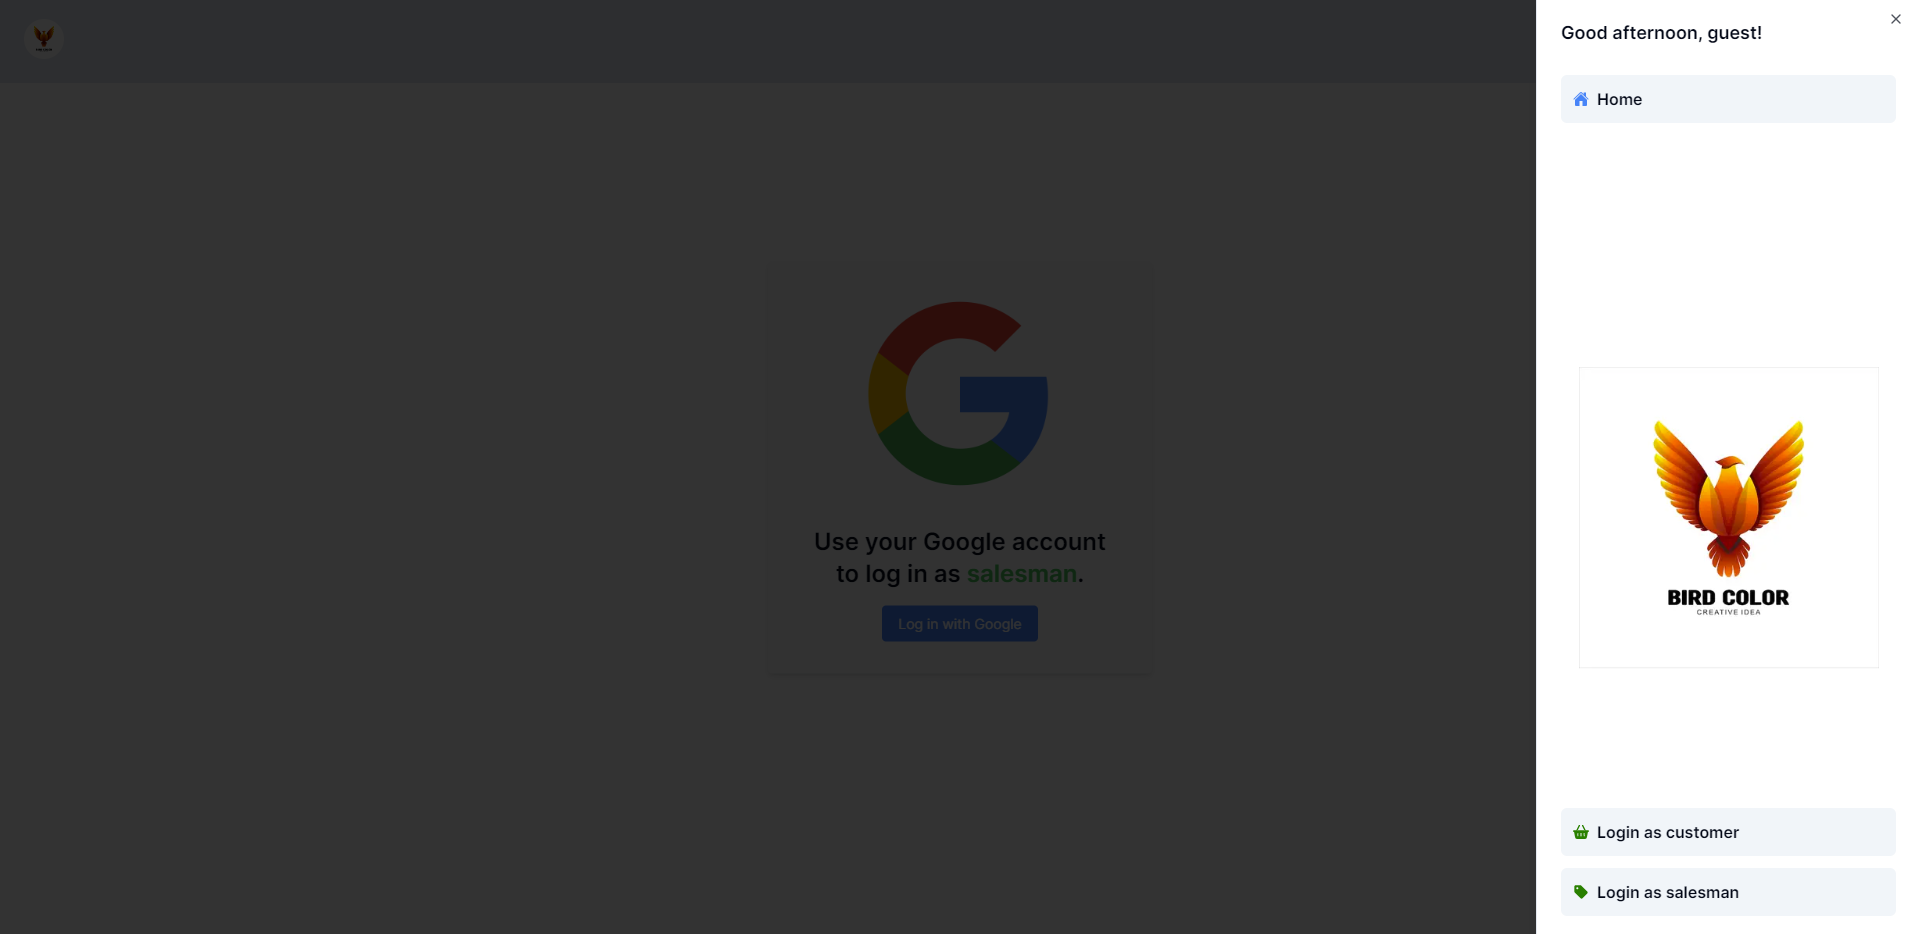 Good afternoon, guest!
Home
Use your Google account
to log in as salesman.
Log in with Google
BIRD COLOR
CREATIVE IDEA
Login as customer
Login as salesman